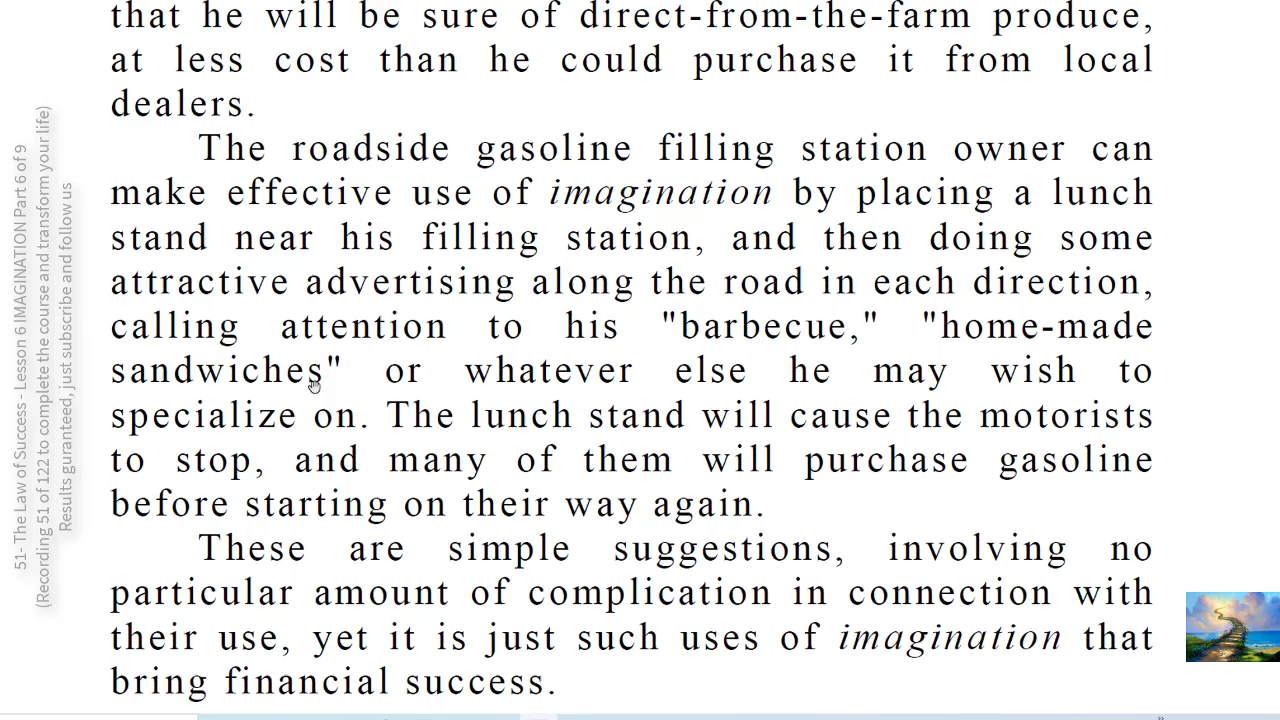 that he will be sure of direct-from-the-farm produce,
at less cost than he could purchase it from local
dealers.
The roadside gasoline filling station owner can
make effective use of imagination by placing a lunch
stand near his filling station, and then doing some
attractive advertising along the road in each direction,
calling attention to his "barbecue," "home-made
sandwiches" or whatever else he may wish to
specialize on. The lunch stand will cause the motorists
to stop, and many of them will purchase gasoline
before starting on their way again.
These are simple suggestions, involving no
particular amount of complication in connection with
their use, yet it is just such uses of imagination that
bring financial success.
51- The Law of Success - Lesson 6 IMAGINATION Part 6 of 9
(Recording 51 of 122 to complete the course and transform your life)
Results guranteed, just subscribe and follow us